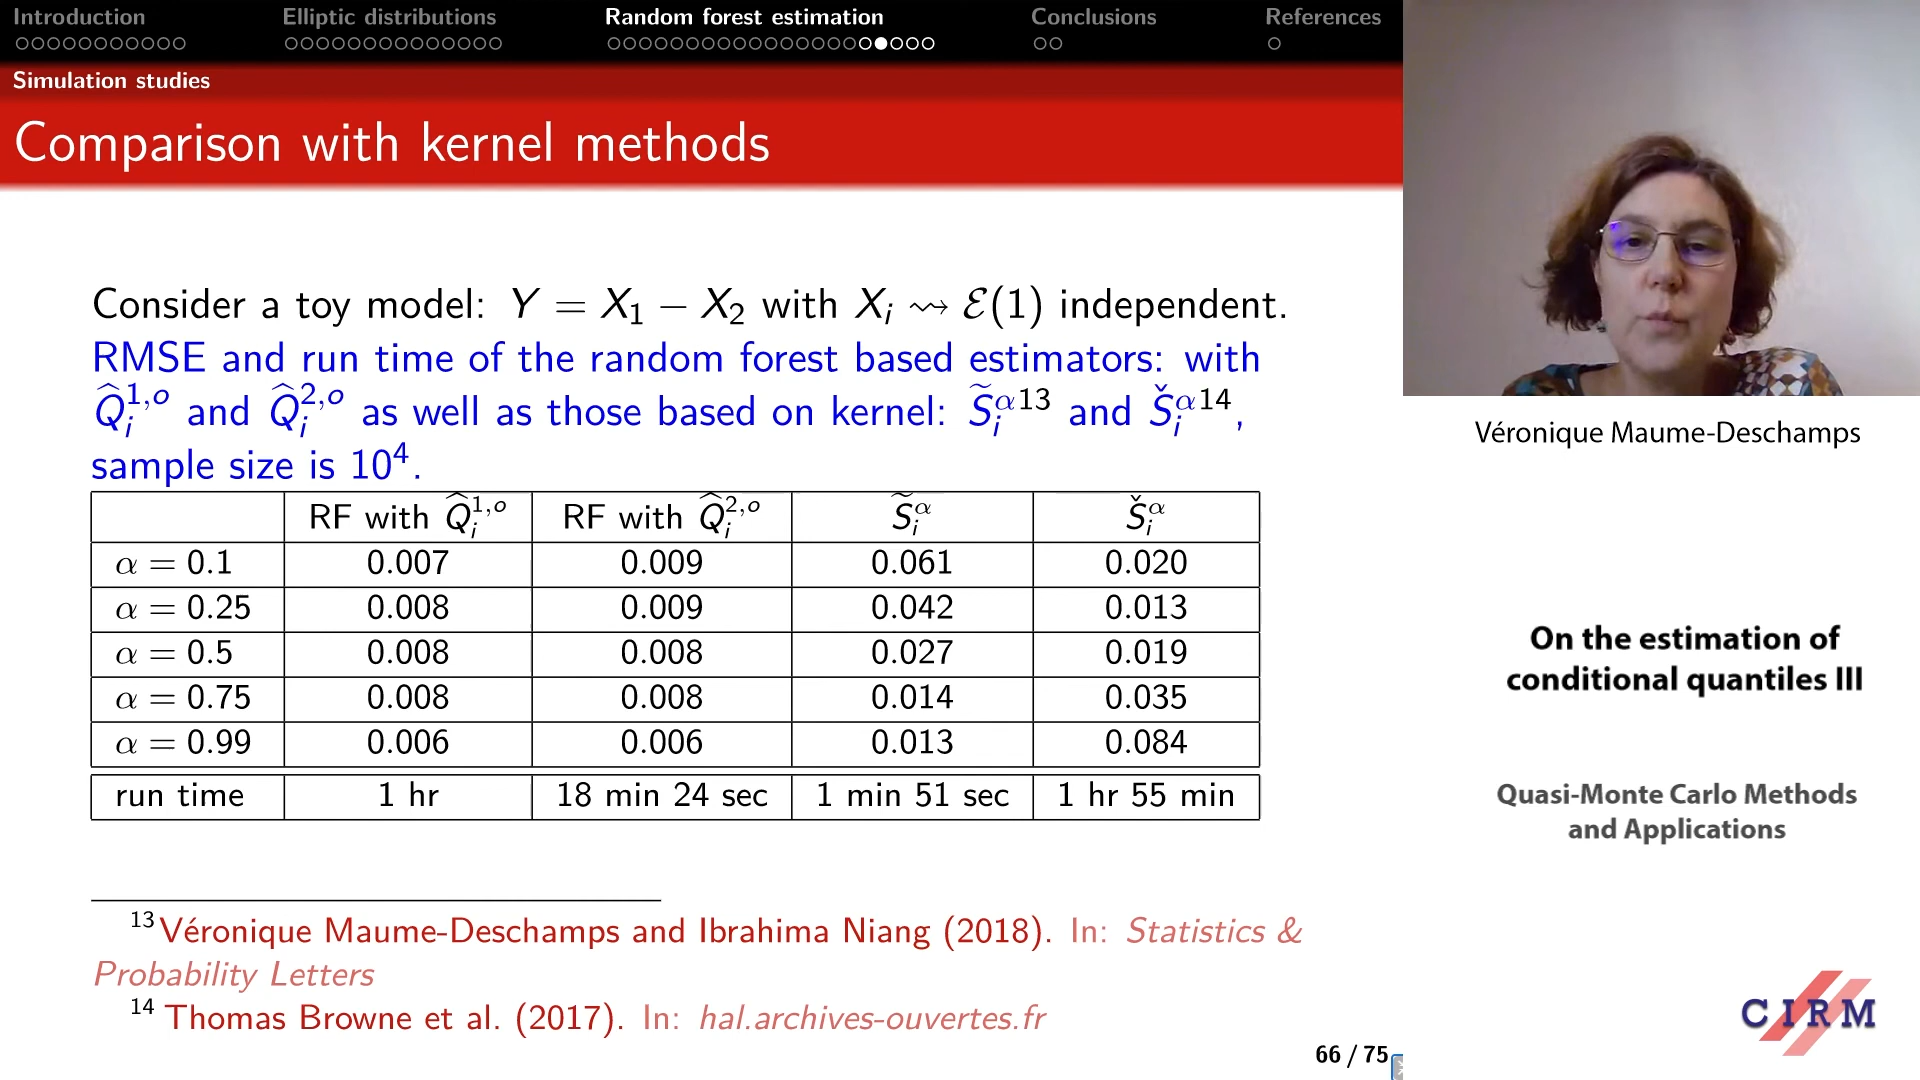 Introduction Elliptic distributions Random forest estimation Conclusions References
Simulation studies
Comparison with kernel methods
Consider a toy model: Y = X₁ − X₂ with Xᵢ ⇝ ℰ(1) independent.
RMSE and run time of the random forest based estimators: with
Q̂ᵢ¹,ᵒ and Q̂ᵢ²,ᵒ as well as those based on kernel: S̃ᵢᵅ¹³ and Šᵢᵅ¹⁴,
sample size is 10⁴.
RF with Q̂ᵢ¹,ᵒ RF with Q̂ᵢ²,ᵒ S̃ᵢᵅ Šᵢᵅ
α = 0.1 0.007 0.009 0.061 0.020
α = 0.25 0.008 0.009 0.042 0.013
α = 0.5 0.008 0.008 0.027 0.019
α = 0.75 0.008 0.008 0.014 0.035
α = 0.99 0.006 0.006 0.013 0.084
run time 1 hr 18 min 24 sec 1 min 51 sec 1 hr 55 min
¹³Véronique Maume-Deschamps and Ibrahima Niang (2018). In: Statistics &
Probability Letters
¹⁴ Thomas Browne et al. (2017). In: hal.archives-ouvertes.fr
66 / 75
Véronique Maume-Deschamps
On the estimation of
conditional quantiles III
Quasi-Monte Carlo Methods
and Applications
CIRM